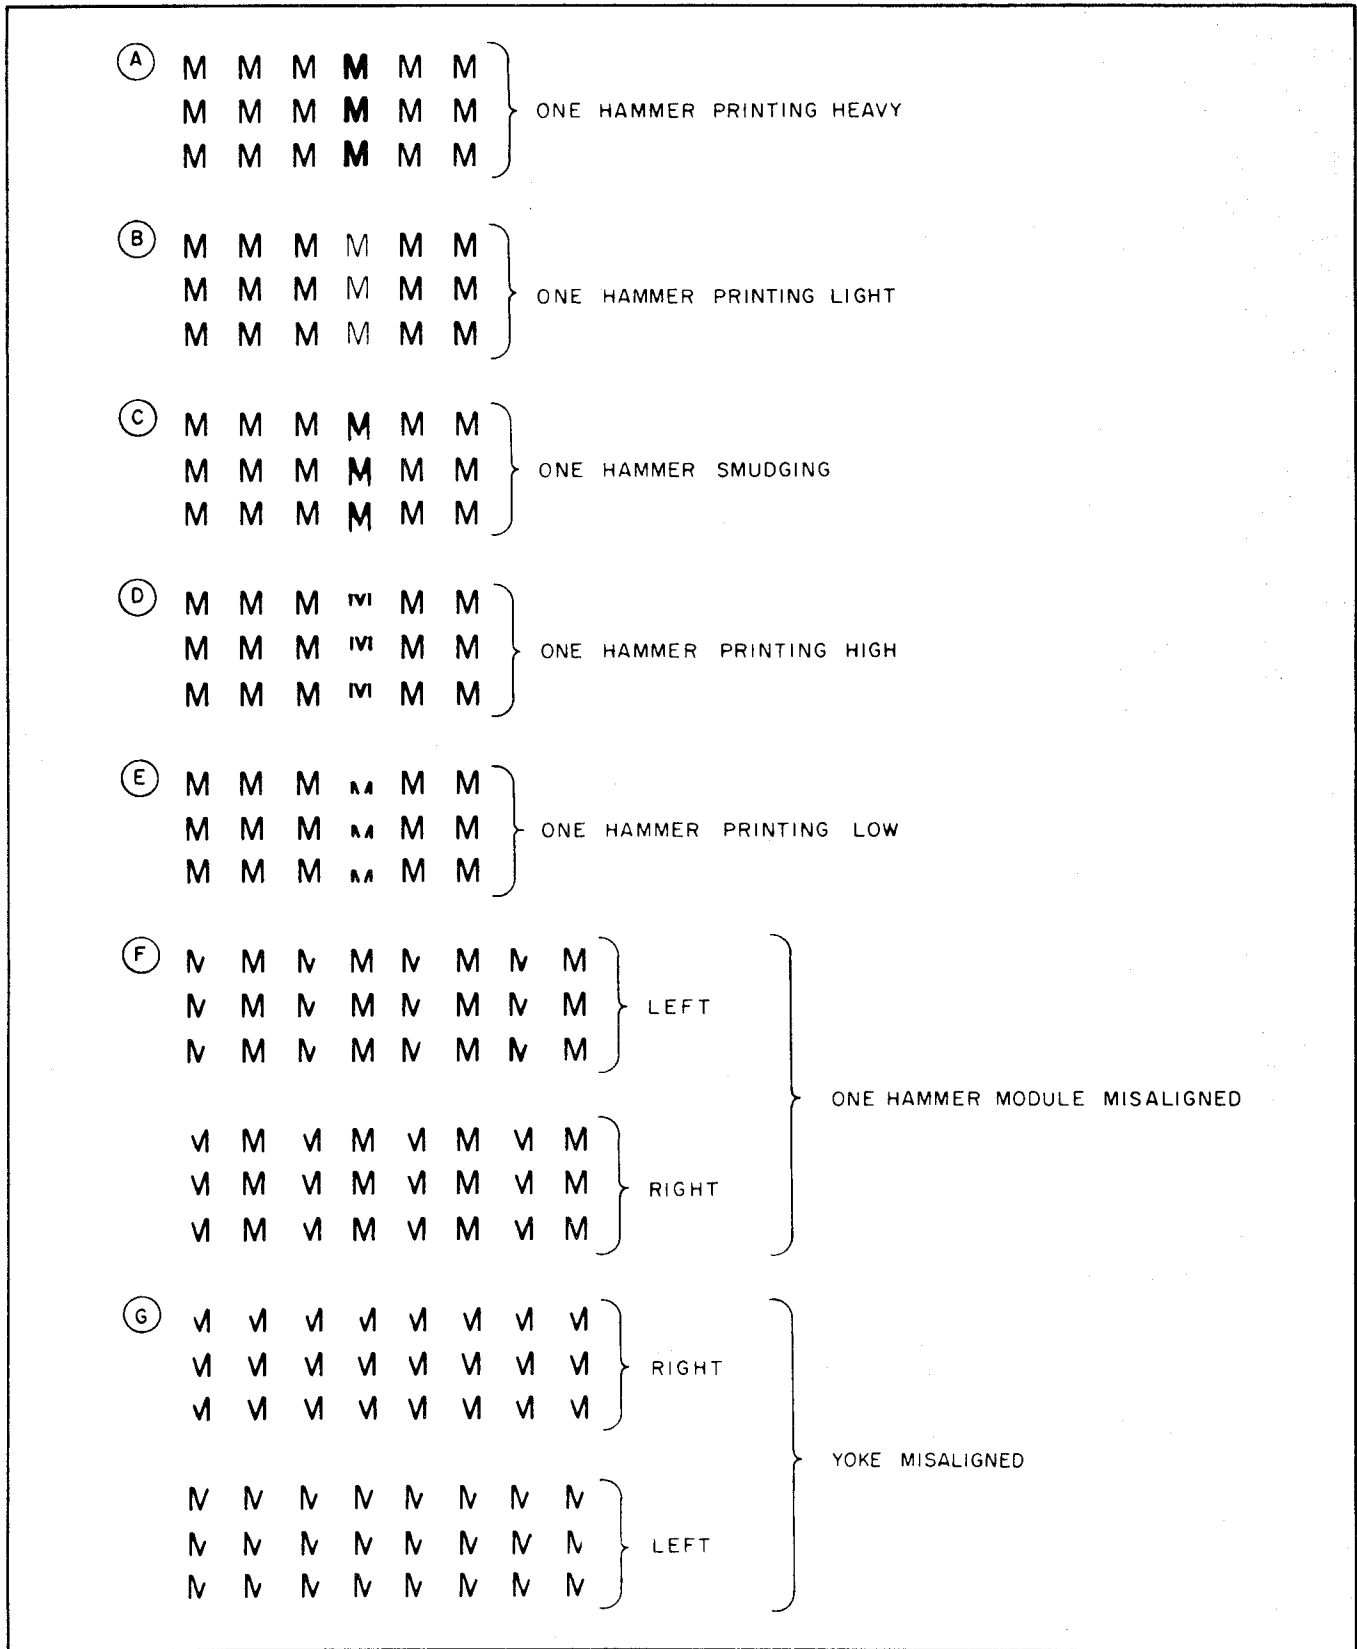 A M M M M M M
M M M M M M ONE HAMMER PRINTING HEAVY
M M M M M M
B M M M M M M
M M M M M M ONE HAMMER PRINTING LIGHT
M M M M M M
C M M M M M M
M M M M M M ONE HAMMER SMUDGING
M M M M M M
D M M M M M M
M M M M M M ONE HAMMER PRINTING HIGH
M M M M M M
E M M M M M M
M M M M M M ONE HAMMER PRINTING LOW
M M M M M M
F M M M M M M M M
M M M M M M M M LEFT
M M M M M M M M
ONE HAMMER MODULE MISALIGNED
M M M M M M M M
M M M M M M M M RIGHT
M M M M M M M M
G M M M M M M M M
M M M M M M M M RIGHT
M M M M M M M M
YOKE MISALIGNED
M M M M M M M M
M M M M M M M M LEFT
M M M M M M M M